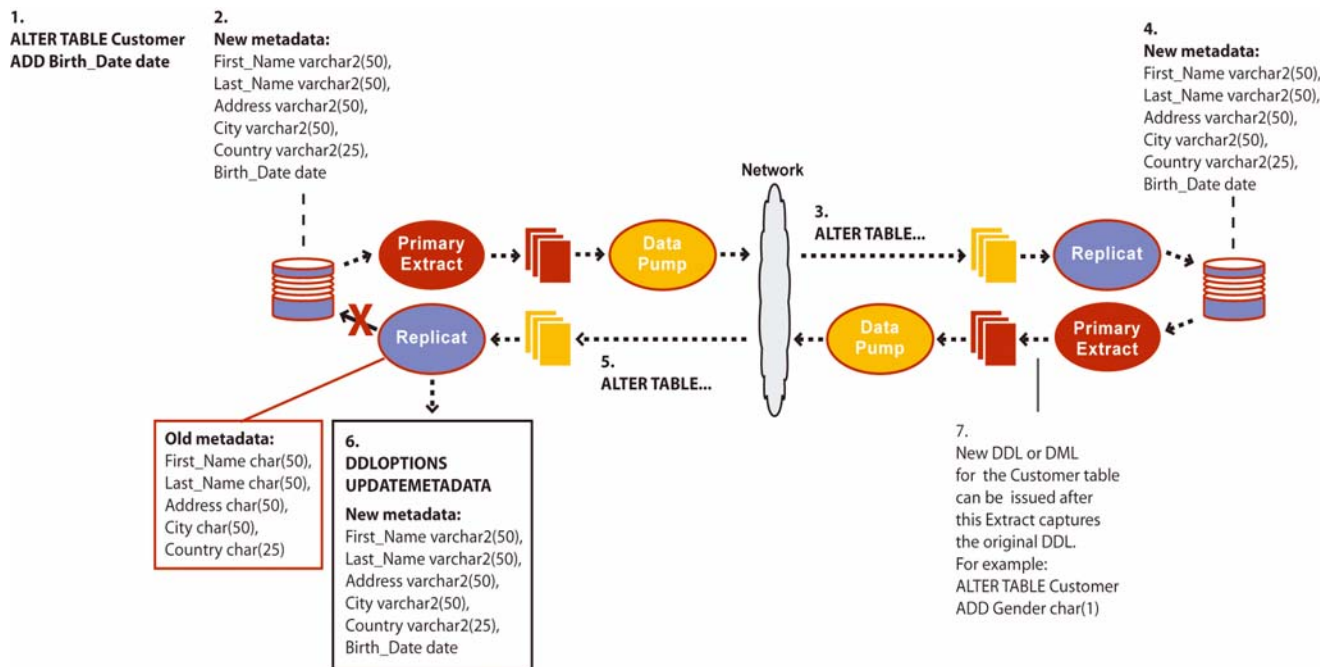 1.
ALTER TABLE Customer
ADD Birth_Date date
2.
New metadata:
First_Name varchar2(50),
Last_Name varchar2(50),
Address varchar2(50),
City varchar2(50),
Country varchar2(25),
Birth_Date date
4.
New metadata:
First_Name varchar2(50),
Last_Name varchar2(50),
Address varchar2(50),
City varchar2(50),
Country varchar2(25),
Birth_Date date
Network
3.
ALTER TABLE...
Primary
Extract
Data
Pump
Replicat
X
Replicat
Data
Pump
Primary
Extract
5.
ALTER TABLE...
Old metadata:
First_Name char(50),
Last_Name char(50),
Address char(50),
City char(50),
Country char(25)
6.
DDLOPTIONS
UPDATEMETADATA
New metadata:
First_Name varchar2(50),
Last_Name varchar2(50),
Address varchar2(50),
City varchar2(50),
Country varchar2(25),
Birth_Date date
7.
New DDL or DML
for the Customer table
can be issued after
this Extract captures
the original DDL.
For example:
ALTER TABLE Customer
ADD Gender char(1)